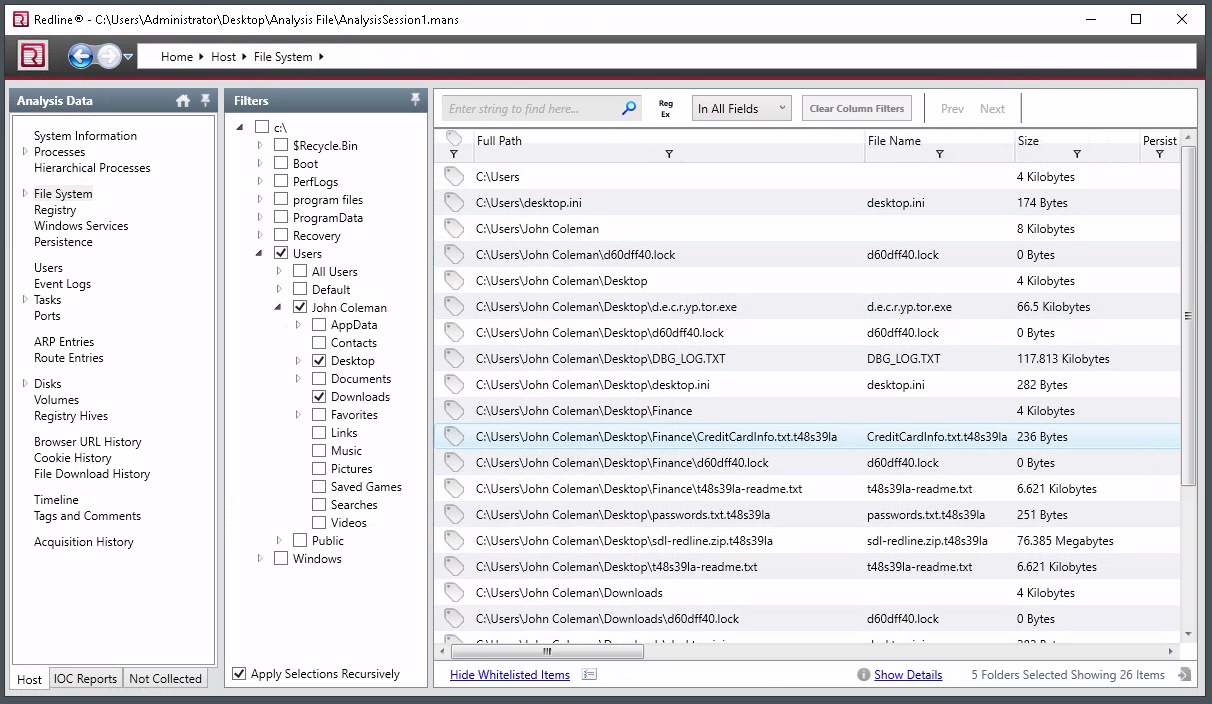 Redline® - C:\Users\Administrator\Desktop\Analysis File\AnalysisSession1.mans
Home Host File System
Analysis Data
System Information
Processes
Hierarchical Processes
File System
Registry
Windows Services
Persistence
Users
Event Logs
Tasks
Ports
ARP Entries
Route Entries
Disks
Volumes
Registry Hives
Browser URL History
Cookie History
File Download History
Timeline
Tags and Comments
Acquisition History
Host IOC Reports Not Collected
Filters
c:\
$Recycle.Bin
Boot
PerfLogs
program files
ProgramData
Recovery
Users
All Users
Default
John Coleman
AppData
Contacts
Desktop
Documents
Downloads
Favorites
Links
Music
Pictures
Saved Games
Searches
Videos
Public
Windows
Apply Selections Recursively
Enter string to find here... Reg Ex In All Fields Clear Column Filters Prev Next
Full Path File Name Size Persist
C:\Users 4 Kilobytes
C:\Users\desktop.ini desktop.ini 174 Bytes
C:\Users\John Coleman 8 Kilobytes
C:\Users\John Coleman\d60dff40.lock d60dff40.lock 0 Bytes
C:\Users\John Coleman\Desktop 4 Kilobytes
C:\Users\John Coleman\Desktop\d.e.c.r.yp.tor.exe d.e.c.r.yp.tor.exe 66.5 Kilobytes
C:\Users\John Coleman\Desktop\d60dff40.lock d60dff40.lock 0 Bytes
C:\Users\John Coleman\Desktop\DBG_LOG.TXT DBG_LOG.TXT 117.813 Kilobytes
C:\Users\John Coleman\Desktop\desktop.ini desktop.ini 282 Bytes
C:\Users\John Coleman\Desktop\Finance 4 Kilobytes
C:\Users\John Coleman\Desktop\Finance\CreditCardInfo.txt.t48s39la CreditCardInfo.txt.t48s39la 236 Bytes
C:\Users\John Coleman\Desktop\Finance\d60dff40.lock d60dff40.lock 0 Bytes
C:\Users\John Coleman\Desktop\Finance\t48s39la-readme.txt t48s39la-readme.txt 6.621 Kilobytes
C:\Users\John Coleman\Desktop\passwords.txt.t48s39la passwords.txt.t48s39la 251 Bytes
C:\Users\John Coleman\Desktop\sdl-redline.zip.t48s39la sdl-redline.zip.t48s39la 76.385 Megabytes
C:\Users\John Coleman\Desktop\t48s39la-readme.txt t48s39la-readme.txt 6.621 Kilobytes
C:\Users\John Coleman\Downloads 4 Kilobytes
C:\Users\John Coleman\Downloads\d60dff40.lock d60dff40.lock 0 Bytes
Hide Whitelisted Items Show Details 5 Folders Selected Showing 26 Items